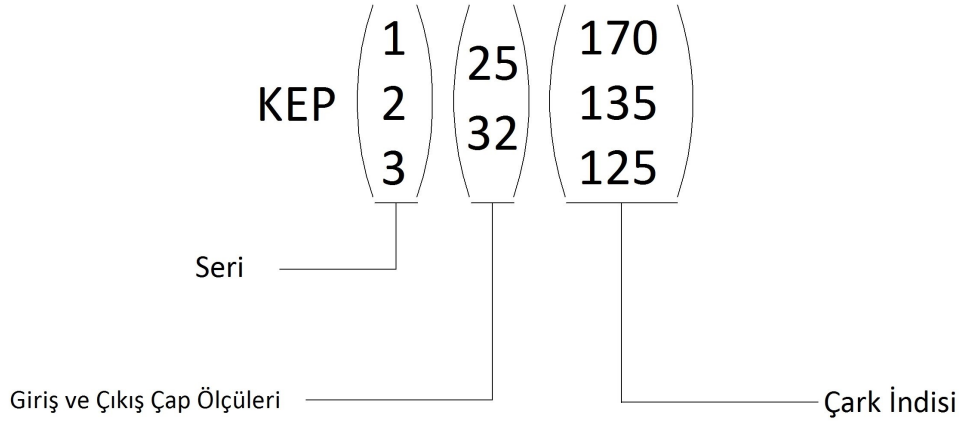 1 170
25
KEP 2 135
32
3 125
Seri
Giriş ve Çıkış Çap Ölçüleri
Çark İndisi